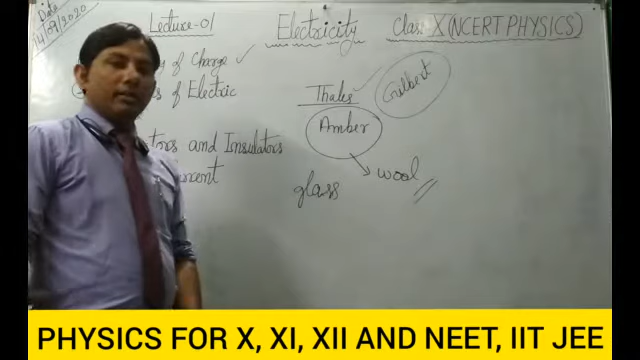 Date
14/09/2020
Lecture-01
Electricity
Class X (NCERT PHYSICS)
of Charge ✓
of Electric
and Insulators
Thales ✓
Gilbert
Amber
wool
glass
PHYSICS FOR X, XI, XII AND NEET, IIT JEE